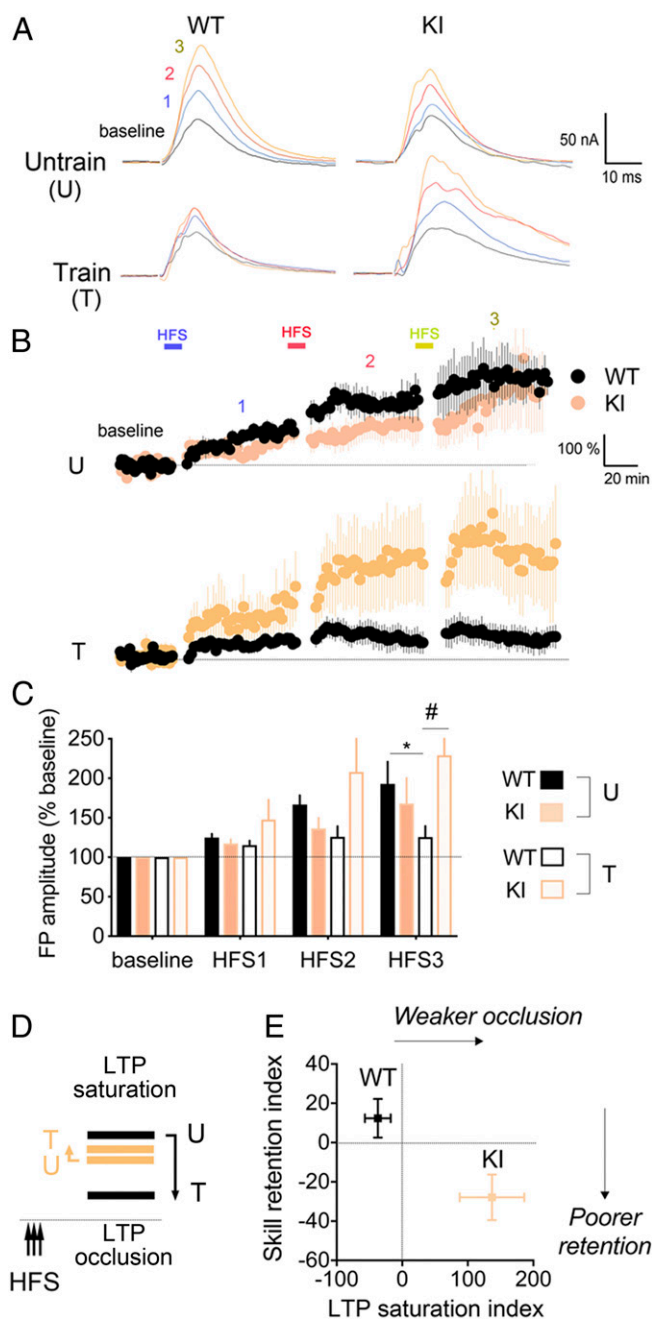 A
WT
KI
3
2
1
baseline
Untrain
(U)
50 nA
10 ms
Train
(T)
B
HFS
HFS
HFS
3
2
1
WT
KI
baseline
U
100 %
20 min
T
C
FP amplitude (% baseline)
250
200
150
100
50
0
#
*
baseline
HFS1
HFS2
HFS3
WT
KI
U
WT
KI
T
D
LTP
saturation
T
U
U
T
LTP
occlusion
HFS
E
Weaker occlusion
Skill retention index
40
20
0
-20
-40
-60
WT
KI
Poorer
retention
-100
0
100
200
LTP saturation index